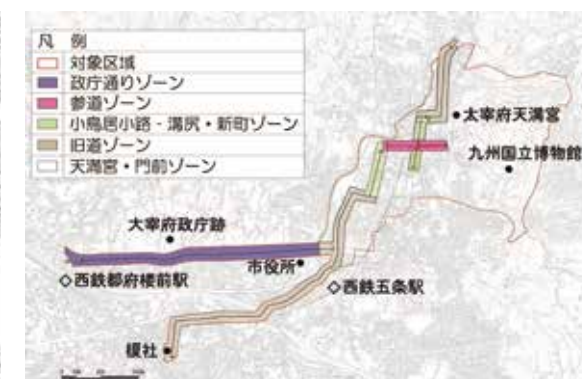 凡 例
対象区域
政庁通りゾーン
参道ゾーン
小鳥居小路・溝尻・新町ゾーン
旧道ゾーン
天満宮・門前ゾーン
太宰府天満宮
九州国立博物館
大宰府政庁跡
市役所
◇西鉄都府楼前駅
◇西鉄五条駅
榎社